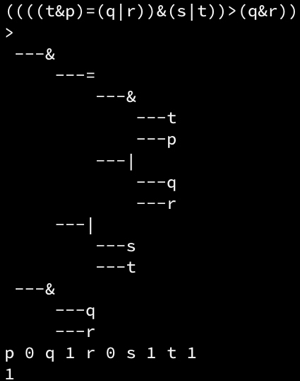 ((((t&p)=(q|r))&(s|t))>(q&r))
>
---&
---=
---&
---t
---p
---|
---q
---r
---|
---s
---t
---&
---q
---r
p 0 q 1 r 0 s 1 t 1
1